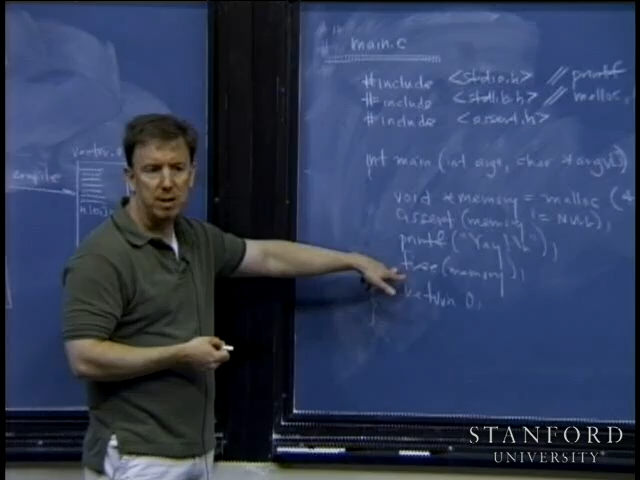 main.c
#include <stdio.h> // printf
#include <stdlib.h> // malloc,
#include <assert.h>
int main (int argc, char *argv[])
void *memory = malloc (
assert (memory != NULL);
printf ("Yay!\n");
free (memory);
return 0;
STANFORD
UNIVERSITY